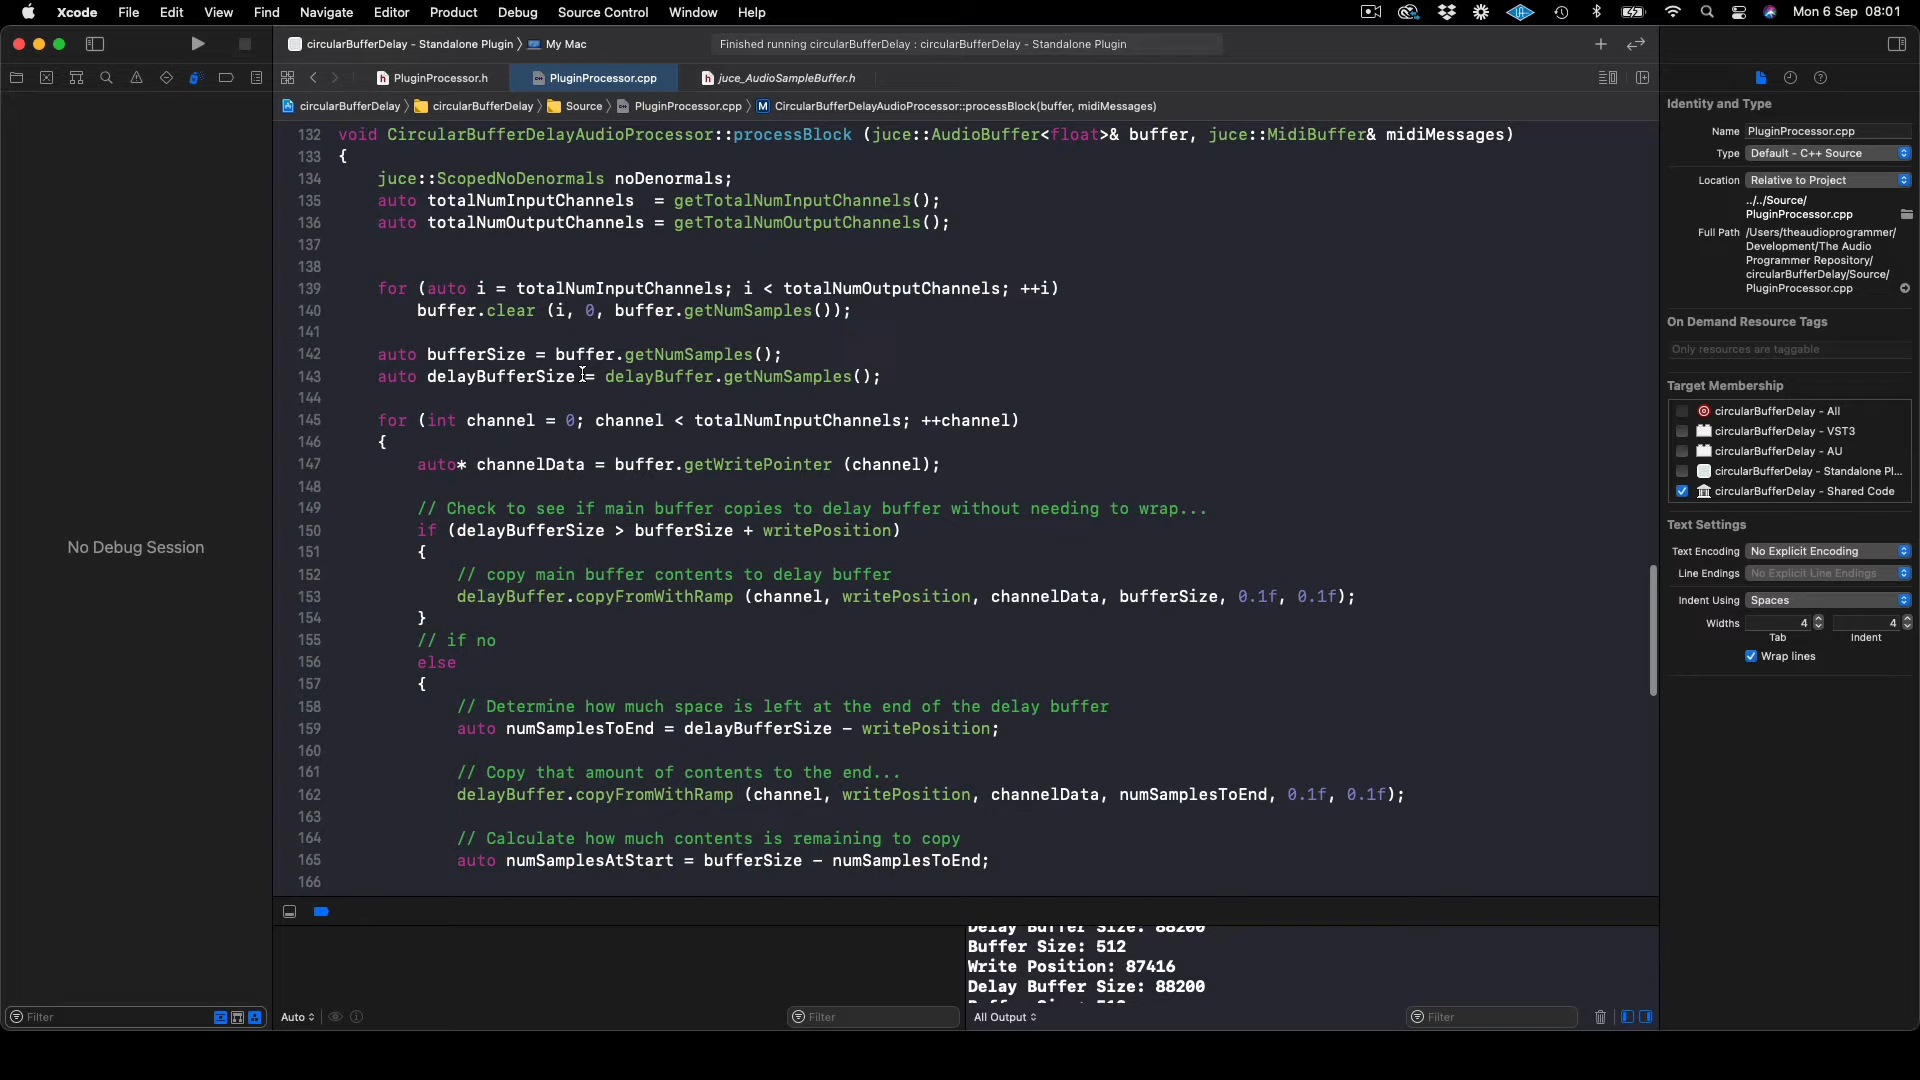 Xcode File Edit View Find Navigate Editor Product Debug Source Control Window Help Mon 6 Sep 08:01
circularBufferDelay - Standalone Plugin My Mac Finished running circularBufferDelay : circularBufferDelay - Standalone Plugin
PluginProcessor.h PluginProcessor.cpp juce_AudioSampleBuffer.h
circularBufferDelay circularBufferDelay Source PluginProcessor.cpp CircularBufferDelayAudioProcessor::processBlock(buffer, midiMessages)
132 void CircularBufferDelayAudioProcessor::processBlock (juce::AudioBuffer<float>& buffer, juce::MidiBuffer& midiMessages)
133 {
134 juce::ScopedNoDenormals noDenormals;
135 auto totalNumInputChannels  = getTotalNumInputChannels();
136 auto totalNumOutputChannels = getTotalNumOutputChannels();
137
138
139 for (auto i = totalNumInputChannels; i < totalNumOutputChannels; ++i)
140 buffer.clear (i, 0, buffer.getNumSamples());
141
142 auto bufferSize = buffer.getNumSamples();
143 auto delayBufferSize = delayBuffer.getNumSamples();
144
145 for (int channel = 0; channel < totalNumInputChannels; ++channel)
146 {
147 auto* channelData = buffer.getWritePointer (channel);
148
149 // Check to see if main buffer copies to delay buffer without needing to wrap...
150 if (delayBufferSize > bufferSize + writePosition)
151 {
152 // copy main buffer contents to delay buffer
153 delayBuffer.copyFromWithRamp (channel, writePosition, channelData, bufferSize, 0.1f, 0.1f);
154 }
155 // if no
156 else
157 {
158 // Determine how much space is left at the end of the delay buffer
159 auto numSamplesToEnd = delayBufferSize - writePosition;
160
161 // Copy that amount of contents to the end...
162 delayBuffer.copyFromWithRamp (channel, writePosition, channelData, numSamplesToEnd, 0.1f, 0.1f);
163
164 // Calculate how much contents is remaining to copy
165 auto numSamplesAtStart = bufferSize - numSamplesToEnd;
166
No Debug Session
Filter
Auto
Filter
Delay Buffer Size: 88200
Buffer Size: 512
Write Position: 87416
Delay Buffer Size: 88200
Buffer Size: 512
All Output
Filter
Identity and Type
Name PluginProcessor.cpp
Type Default - C++ Source
Location Relative to Project
../../Source/
PluginProcessor.cpp
Full Path /Users/theaudioprogrammer/
Development/The Audio
Programmer Repository/
circularBufferDelay/Source/
PluginProcessor.cpp
On Demand Resource Tags
Only resources are taggable
Target Membership
circularBufferDelay - All
circularBufferDelay - VST3
circularBufferDelay - AU
circularBufferDelay - Standalone Pl...
circularBufferDelay - Shared Code
Text Settings
Text Encoding No Explicit Encoding
Line Endings No Explicit Line Endings
Indent Using Spaces
Widths 4 4
Tab Indent
Wrap lines